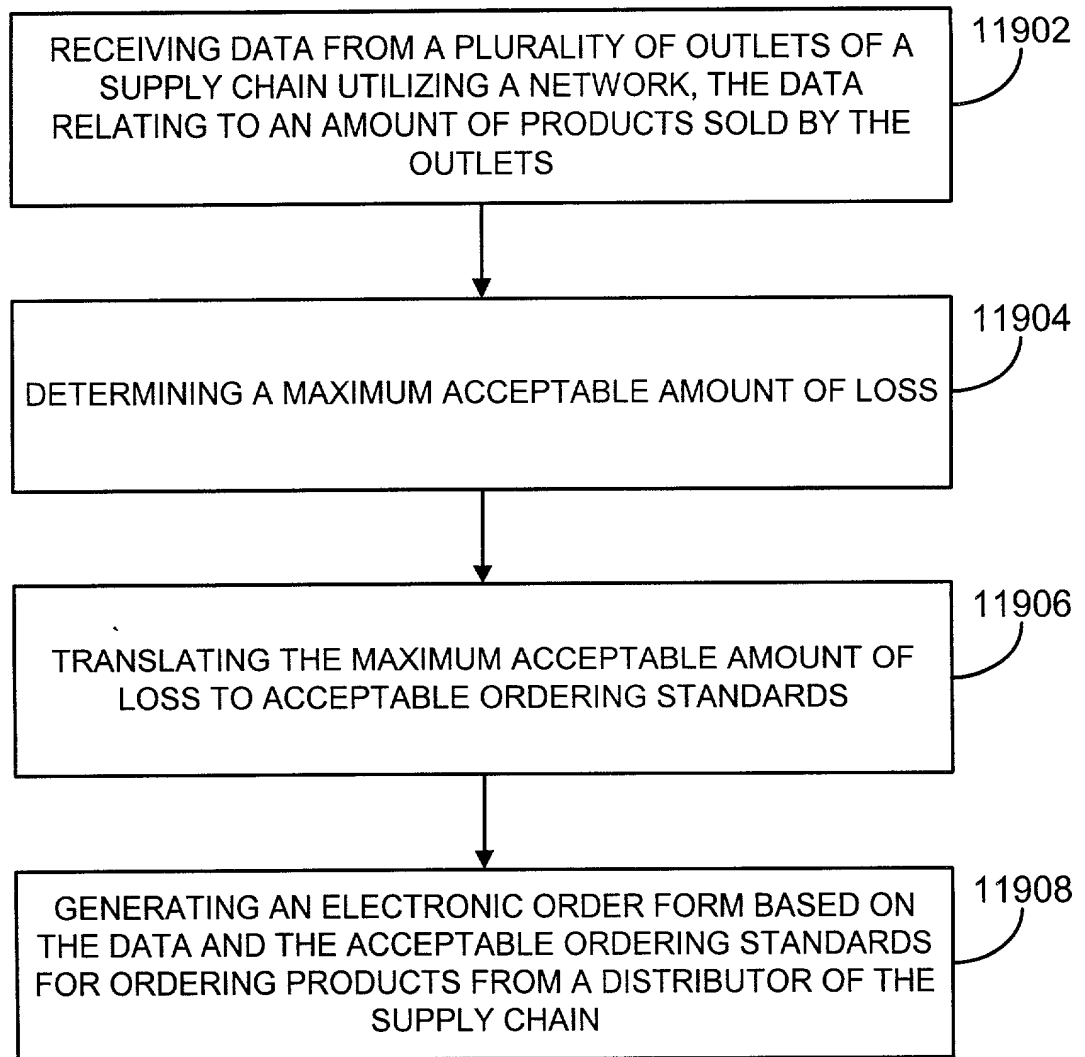 RECEIVING DATA FROM A PLURALITY OF OUTLETS OF A
SUPPLY CHAIN UTILIZING A NETWORK, THE DATA
RELATING TO AN AMOUNT OF PRODUCTS SOLD BY THE
OUTLETS
11902
DETERMINING A MAXIMUM ACCEPTABLE AMOUNT OF LOSS
11904
TRANSLATING THE MAXIMUM ACCEPTABLE AMOUNT OF
LOSS TO ACCEPTABLE ORDERING STANDARDS
11906
GENERATING AN ELECTRONIC ORDER FORM BASED ON
THE DATA AND THE ACCEPTABLE ORDERING STANDARDS
FOR ORDERING PRODUCTS FROM A DISTRIBUTOR OF THE
SUPPLY CHAIN
11908